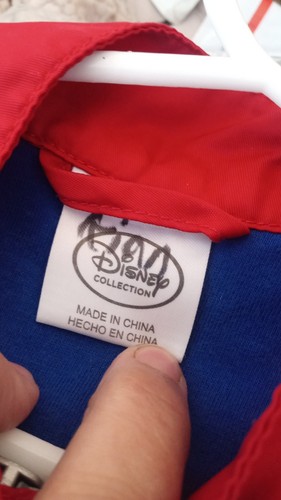 Disney
COLLECTION
MADE IN CHINA
HECHO EN CHINA